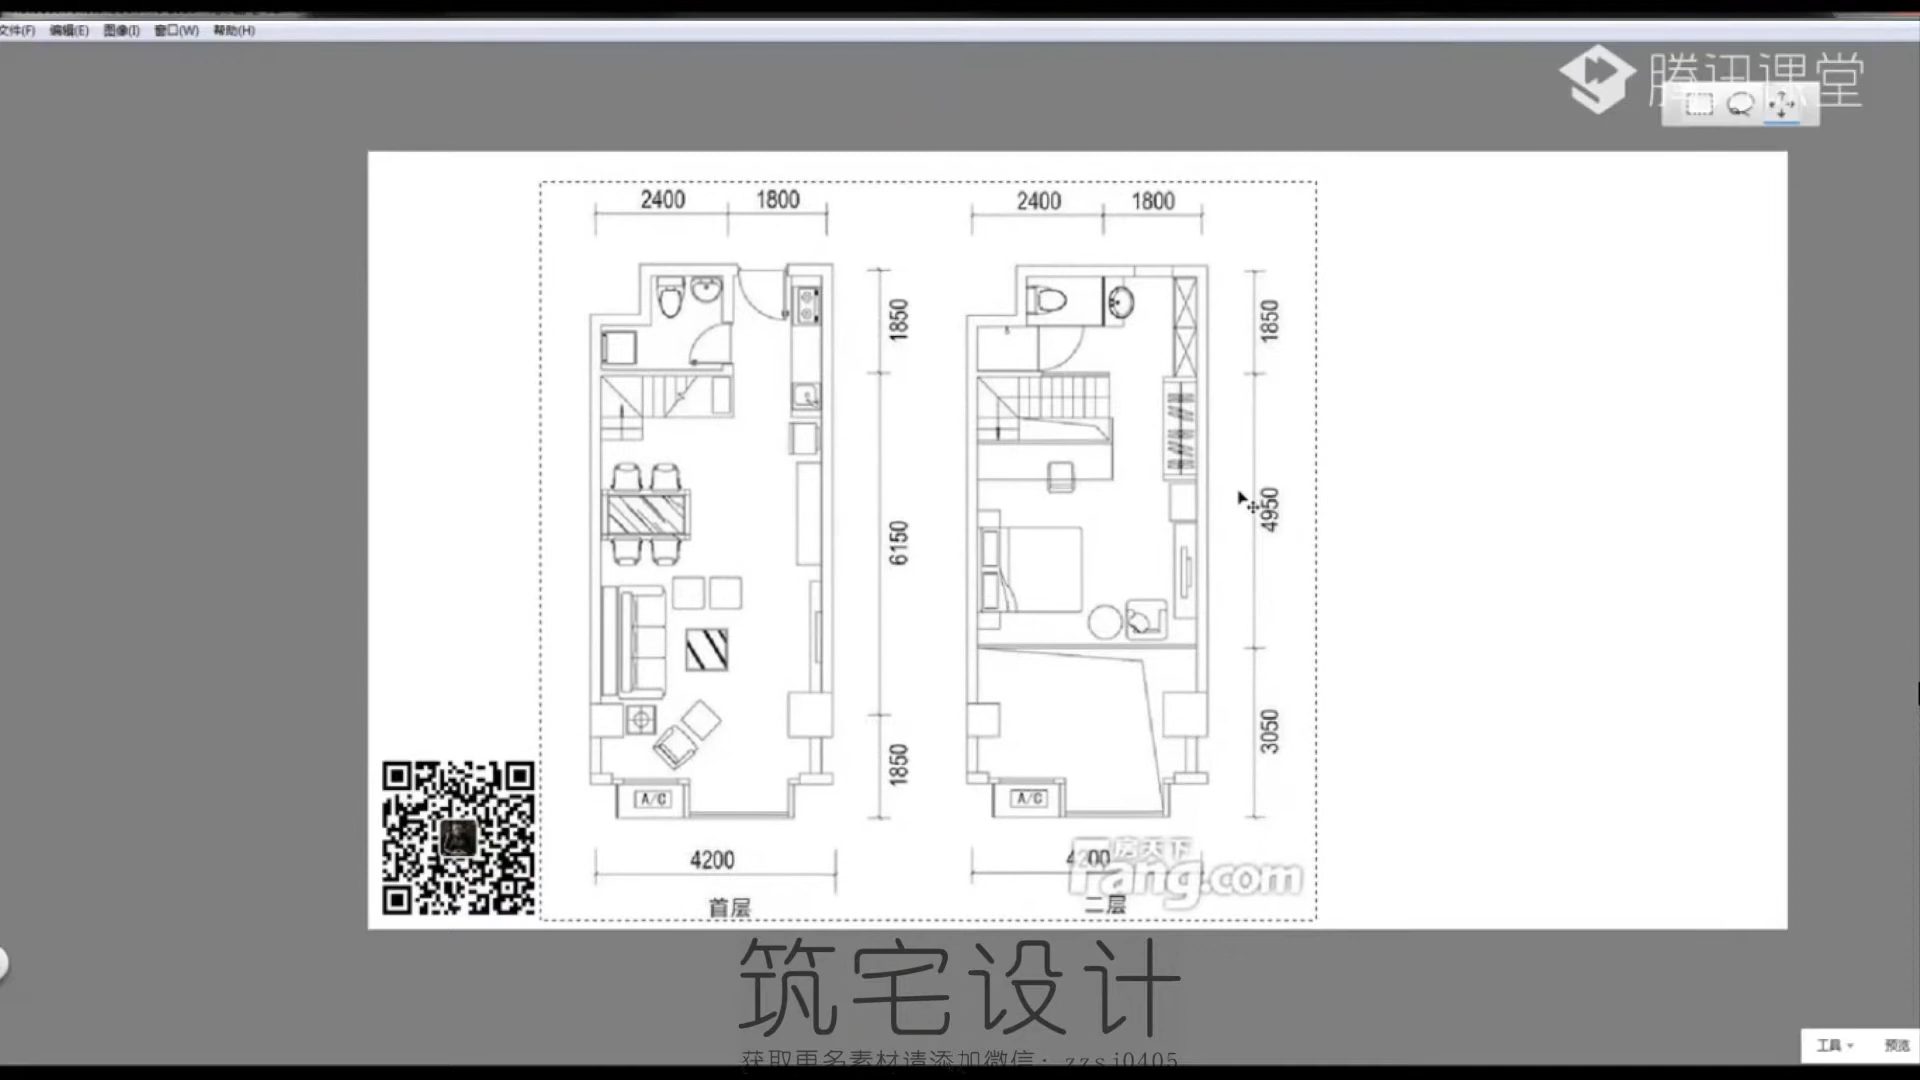 文件(F) 编辑(E) 图像(I) 窗口(W) 帮助(H)
腾讯课堂
2400 1800
2400 1800
1850
6150
1850
1850
4950
3050
A/C
A/C
4200
4200
首层
二层
房天下
Fang.com
筑宅设计
获取更多素材请添加微信：zzsj0405
工具 预览